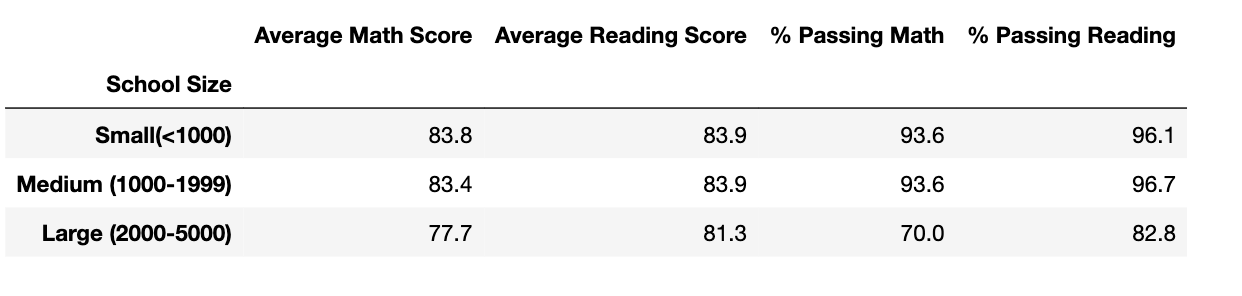 Average Math Score Average Reading Score % Passing Math % Passing Reading
School Size
Small(<1000) 83.8 83.9 93.6 96.1
Medium (1000-1999) 83.4 83.9 93.6 96.7
Large (2000-5000) 77.7 81.3 70.0 82.8